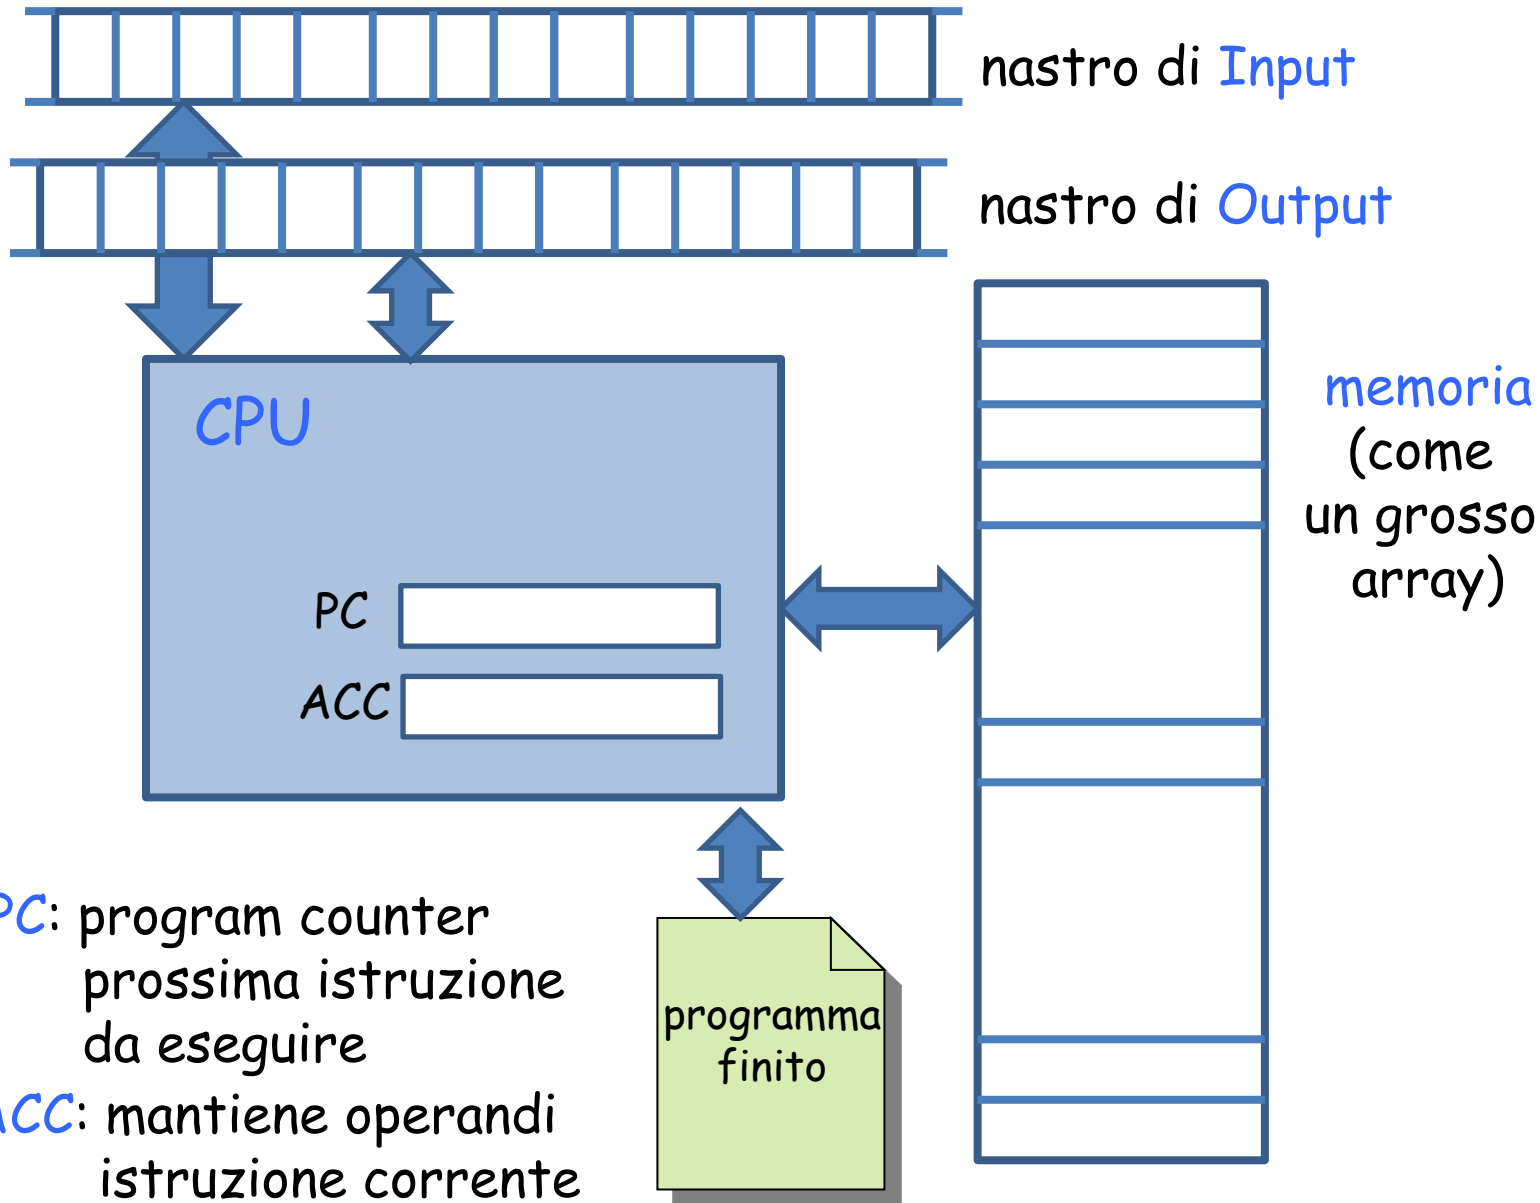 nastro di Input
nastro di Output
memoria
(come
un grosso
array)
CPU
PC
ACC
PC: program counter
prossima istruzione
da eseguire
ACC: mantiene operandi
istruzione corrente
programma
finito